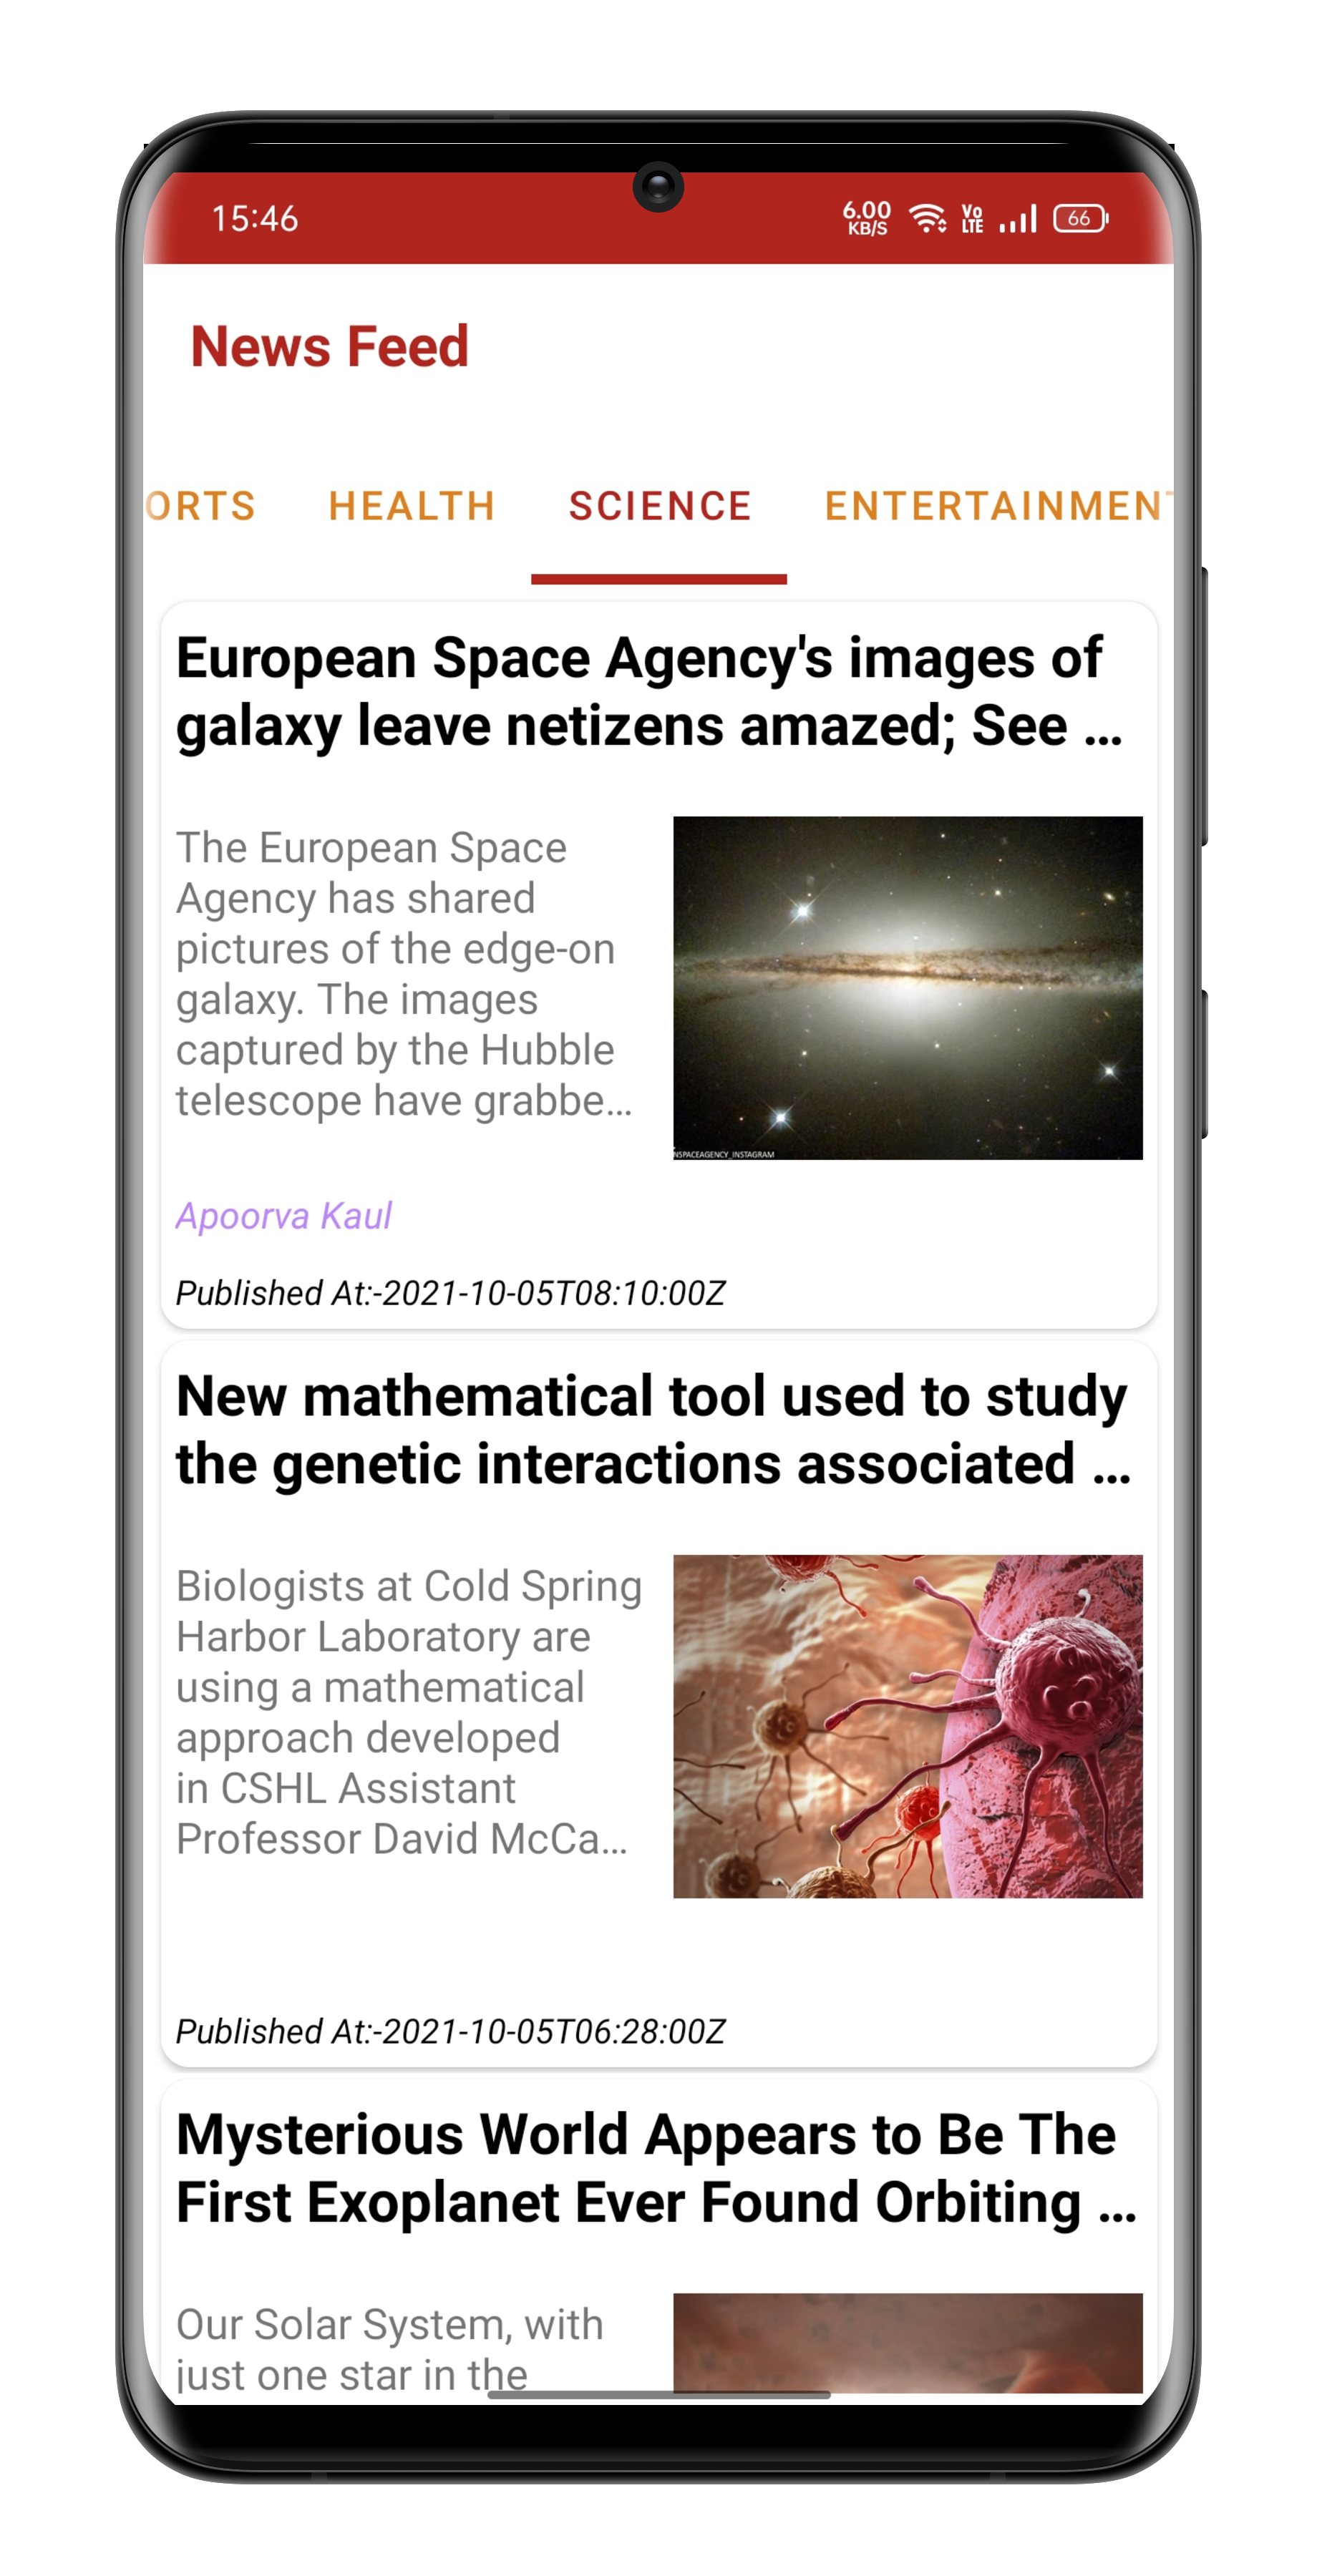 15:46
6.00
KB/S
Vo
LTE
66
News Feed
ORTS HEALTH SCIENCE ENTERTAINMENT
European Space Agency's images of
galaxy leave netizens amazed; See ...
The European Space
Agency has shared
pictures of the edge-on
galaxy. The images
captured by the Hubble
telescope have grabbe...
NSPACEAGENCY_INSTAGRAM
Apoorva Kaul
Published At:-2021-10-05T08:10:00Z
New mathematical tool used to study
the genetic interactions associated ...
Biologists at Cold Spring
Harbor Laboratory are
using a mathematical
approach developed
in CSHL Assistant
Professor David McCa...
Published At:-2021-10-05T06:28:00Z
Mysterious World Appears to Be The
First Exoplanet Ever Found Orbiting ...
Our Solar System, with
just one star in the